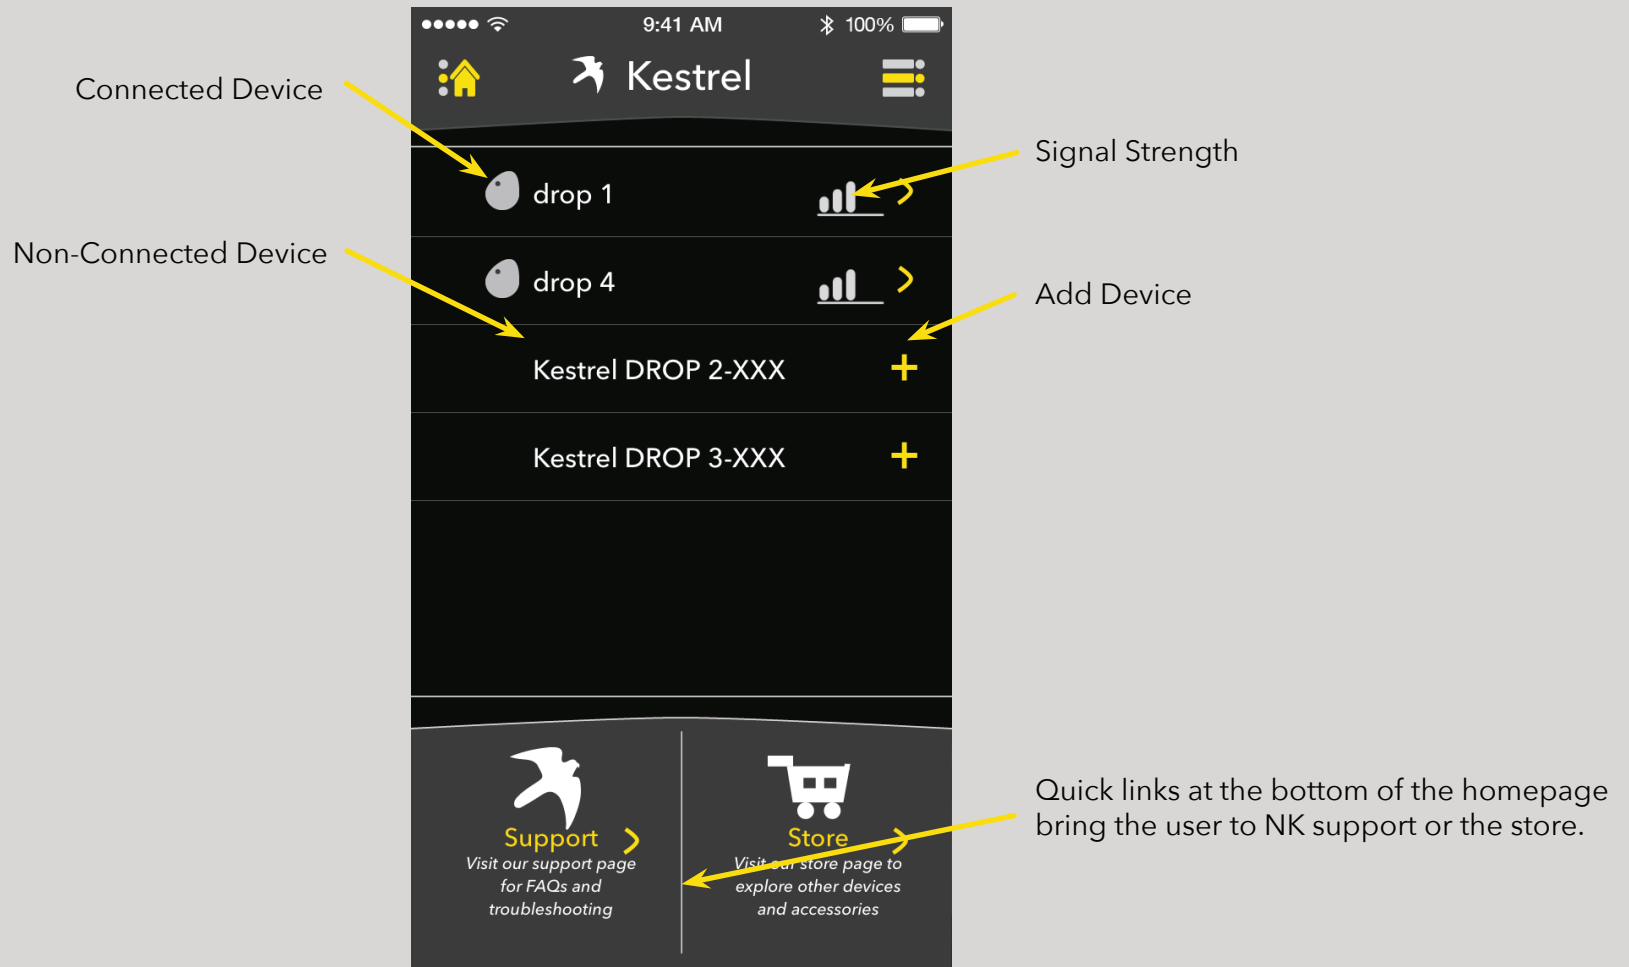 9:41 AM
100%
Kestrel
Connected Device
Signal Strength
drop 1
Non-Connected Device
drop 4
Add Device
Kestrel DROP 2-XXX
Kestrel DROP 3-XXX
Quick links at the bottom of the homepage
bring the user to NK support or the store.
Support
Visit our support page
for FAQs and
troubleshooting
Store
Visit our store page to
explore other devices
and accessories